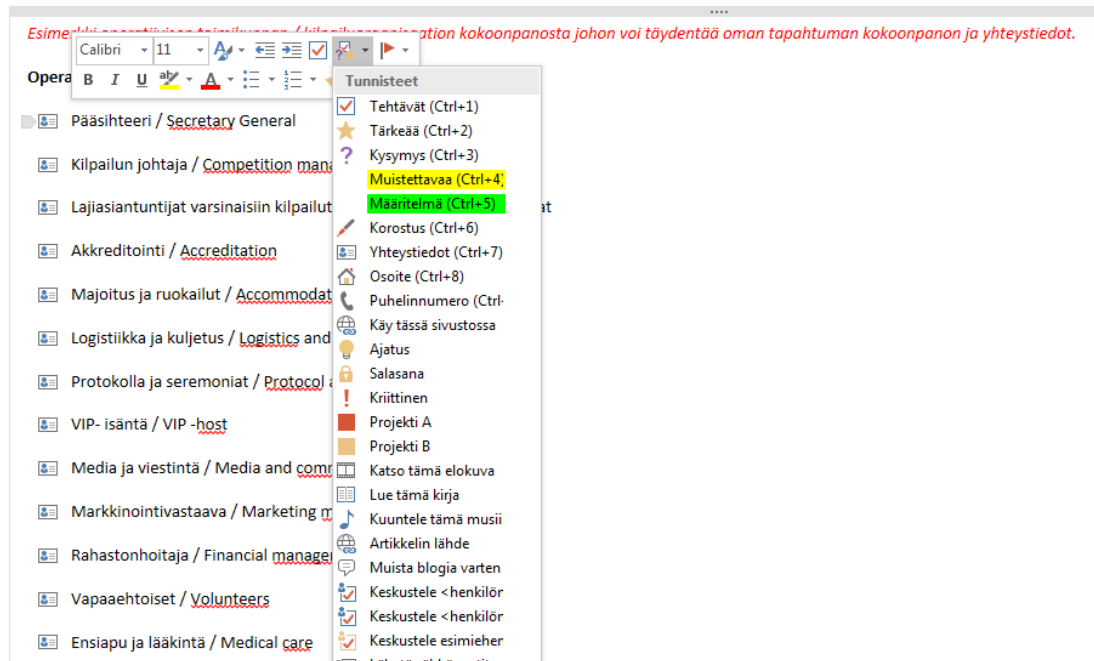 Esimerkki operatiivisen toimikunnan / kilpailuorganisaation kokoonpanosta johon voi täydentää oman tapahtuman kokoonpanon ja yhteystiedot.
Calibri 11
Opera
B I U aby A
Tunnisteet
Tehtävät (Ctrl+1)
Tärkeää (Ctrl+2)
Kysymys (Ctrl+3)
Muistettavaa (Ctrl+4)
Määritelmä (Ctrl+5)
Korostus (Ctrl+6)
Yhteystiedot (Ctrl+7)
Osoite (Ctrl+8)
Puhelinnumero (Ctrl-
Käy tässä sivustossa
Ajatus
Salasana
Kriittinen
Projekti A
Projekti B
Katso tämä elokuva
Lue tämä kirja
Kuuntele tämä musii
Artikkelin lähde
Muista blogia varten
Keskustele <henkilör
Keskustele <henkilör
Keskustele esimieher
Pääsihteeri / Secretary General
Kilpailun johtaja / Competition mana
Lajiasiantuntijat varsinaisiin kilpailut at
Akkreditointi / Accreditation
Majoitus ja ruokailut / Accommodat
Logistiikka ja kuljetus / Logistics and
Protokolla ja seremoniat / Protocol a
VIP- isäntä / VIP -host
Media ja viestintä / Media and comm
Markkinointivastaava / Marketing m
Rahastonhoitaja / Financial manager
Vapaaehtoiset / Volunteers
Ensiapu ja lääkintä / Medical care